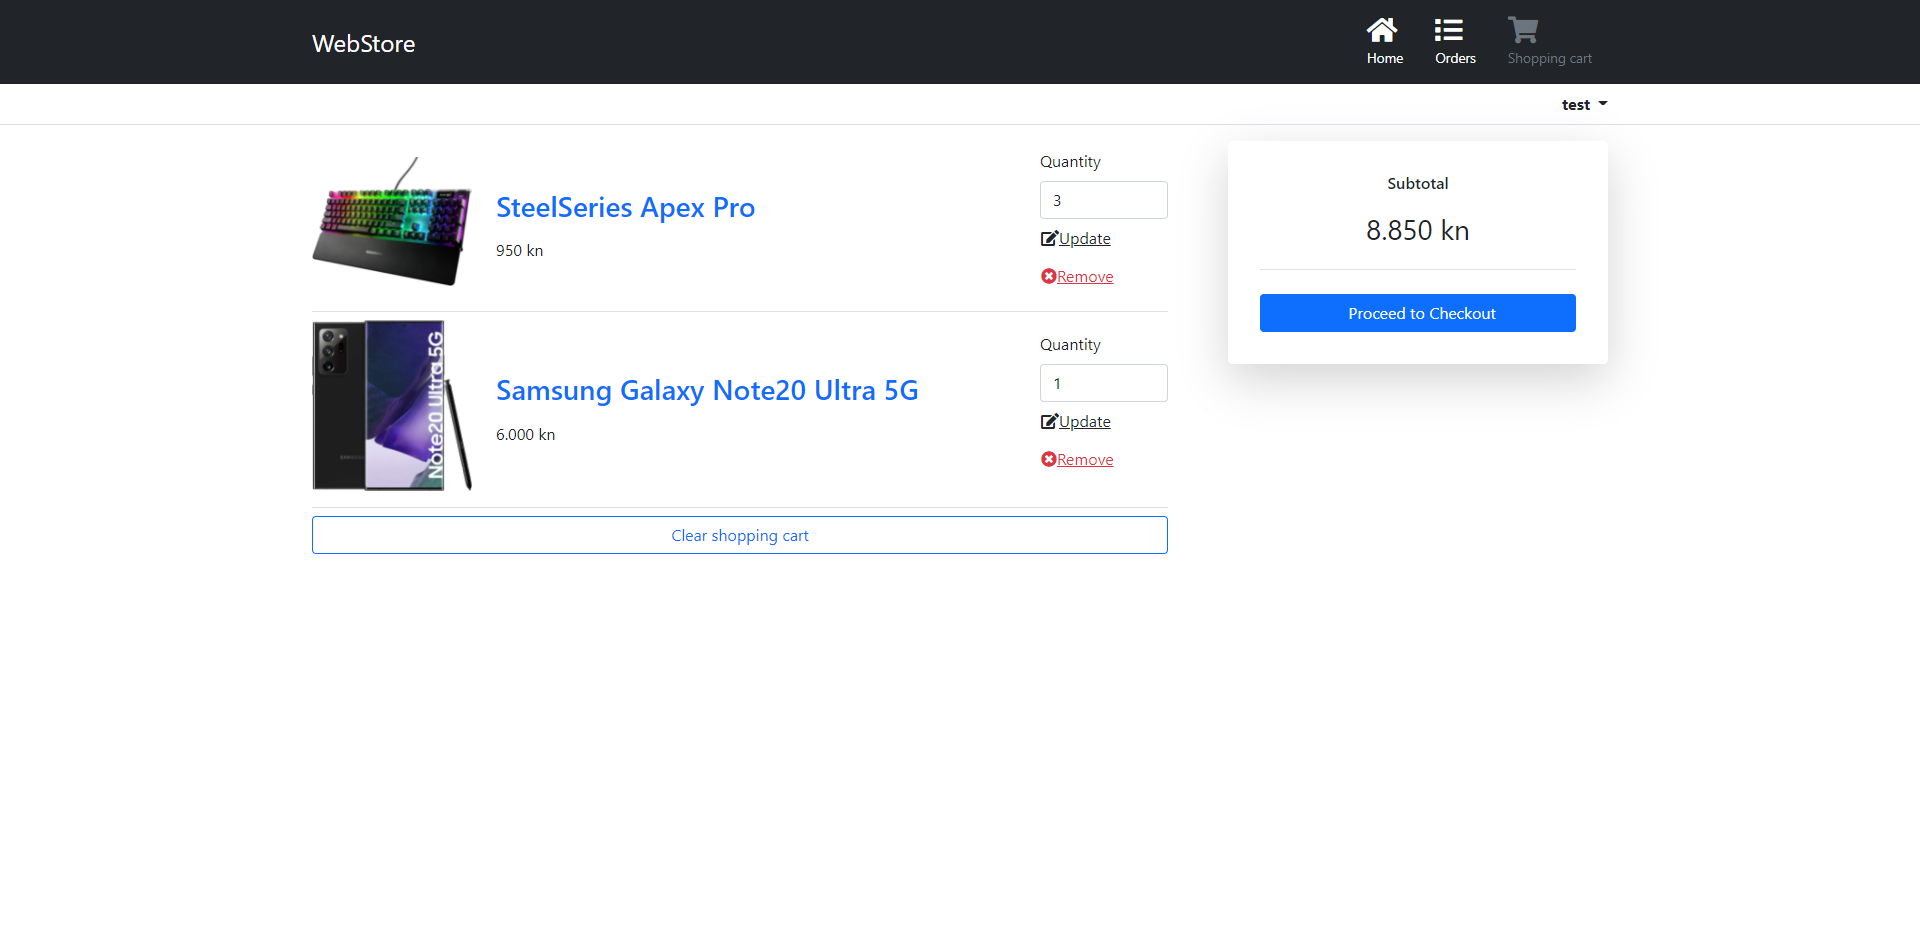 WebStore
Home
Orders
Shopping cart
test
SteelSeries Apex Pro
950 kn
Quantity
3
Update
Remove
Samsung Galaxy Note20 Ultra 5G
6.000 kn
Note20 Ultra 5G
SAMSUNG
Quantity
1
Update
Remove
Clear shopping cart
Subtotal
8.850 kn
Proceed to Checkout